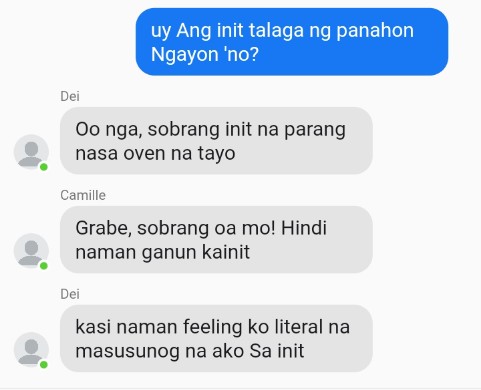 uy Ang init talaga ng panahon
Ngayon 'no?
Dei
Oo nga, sobrang init na parang
nasa oven na tayo
Camille
Grabe, sobrang oa mo! Hindi
naman ganun kainit
Dei
kasi naman feeling ko literal na
masusunog na ako Sa init